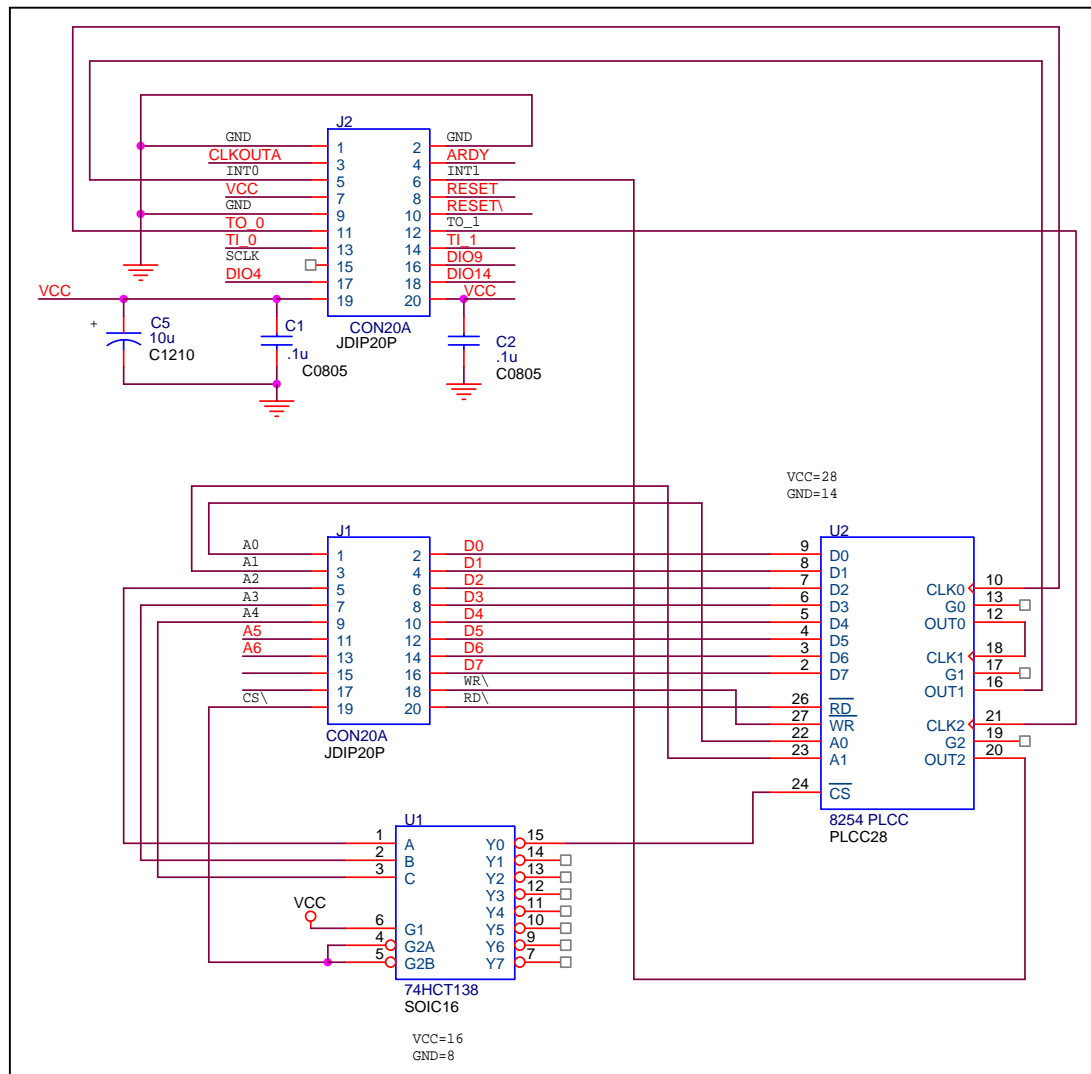 J2
GND 1 2 GND
CLKOUTA 3 4 ARDY
INT0 5 6 INT1
VCC 7 8 RESET
GND 9 10 RESET\
TO_0 11 12 TO_1
TI_0 13 14 TI_1
SCLK 15 16 DIO9
DIO4 17 18 DIO14
VCC 19 20 VCC
CON20A
JDIP20P
+
C5
10u
C1210
C1
.1u
C0805
C2
.1u
C0805
VCC=28
GND=14
J1
A0 1 2 D0
A1 3 4 D1
A2 5 6 D2
A3 7 8 D3
A4 9 10 D4
A5 11 12 D5
A6 13 14 D6
15 16 D7
17 18 WR\
CS\ 19 20 RD\
CON20A
JDIP20P
U2
9 D0
8 D1
7 D2
6 D3
5 D4
4 D5
3 D6
2 D7
26 RD
27 WR
22 A0
23 A1
24 CS
CLK0 10
G0 13
OUT0 12
CLK1 18
G1 17
OUT1 16
CLK2 21
G2 19
OUT2 20
8254 PLCC
PLCC28
U1
1 A Y0 15
2 B Y1 14
3 C Y2 13
Y3 12
Y4 11
VCC
6 G1 Y5 10
4 G2A Y6 9
5 G2B Y7 7
74HCT138
SOIC16
VCC=16
GND=8